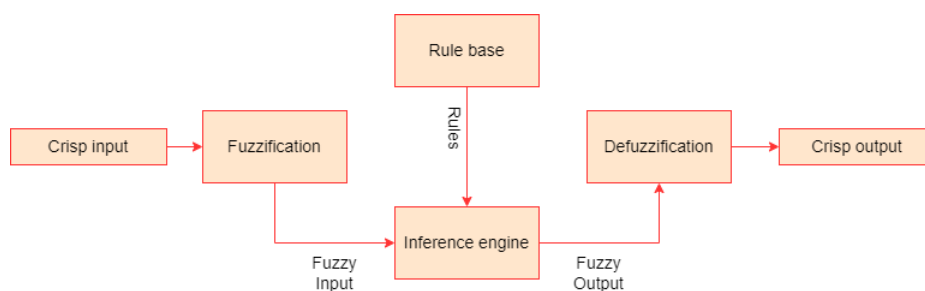 Rule base
Rules
Crisp input
Fuzzification
Defuzzification
Crisp output
Inference engine
Fuzzy
Input
Fuzzy
Output